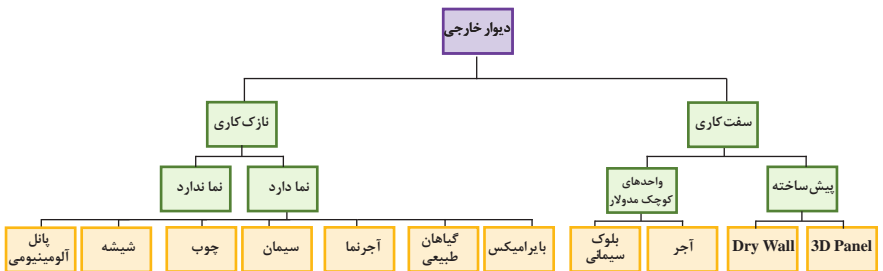 دیوار خارجی
سفت‌کاری
نازک‌کاری
پیش‌ساخته
واحدهای
کوچک مدولار
نما دارد
نما ندارد
3D Panel
Dry Wall
آجر
بلوک
سیمانی
بایرامیکس
گیاهان
طبیعی
آجرنما
سیمان
چوب
شیشه
پانل
آلومینیومی